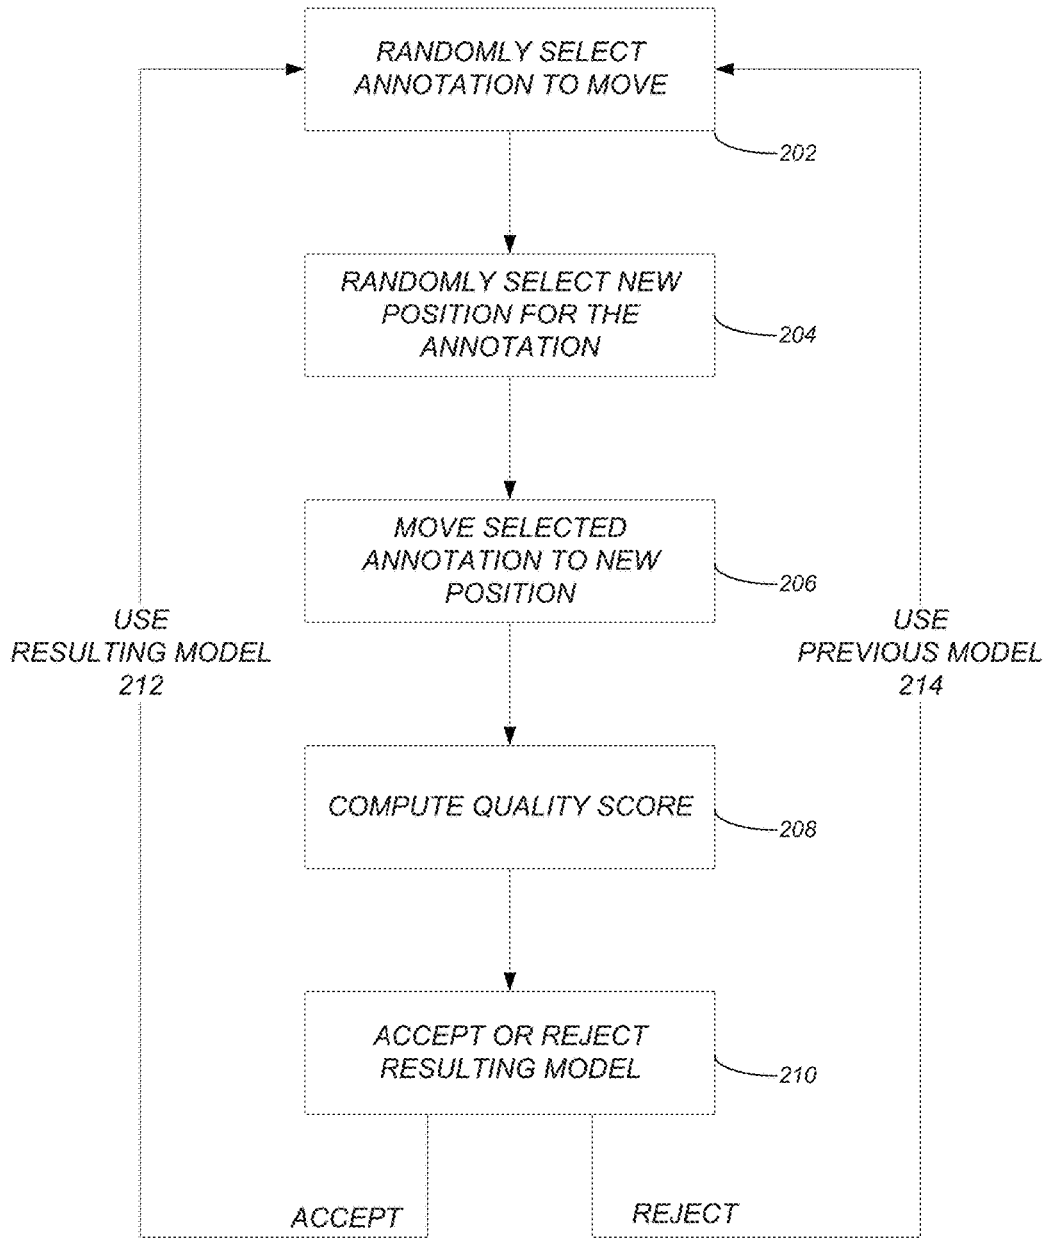 RANDOMLY SELECT
ANNOTATION TO MOVE
202
RANDOMLY SELECT NEW
POSITION FOR THE
ANNOTATION
204
MOVE SELECTED
ANNOTATION TO NEW
POSITION
206
USE
RESULTING MODEL
212
USE
PREVIOUS MODEL
214
COMPUTE QUALITY SCORE
208
ACCEPT OR REJECT
RESULTING MODEL
210
ACCEPT
REJECT